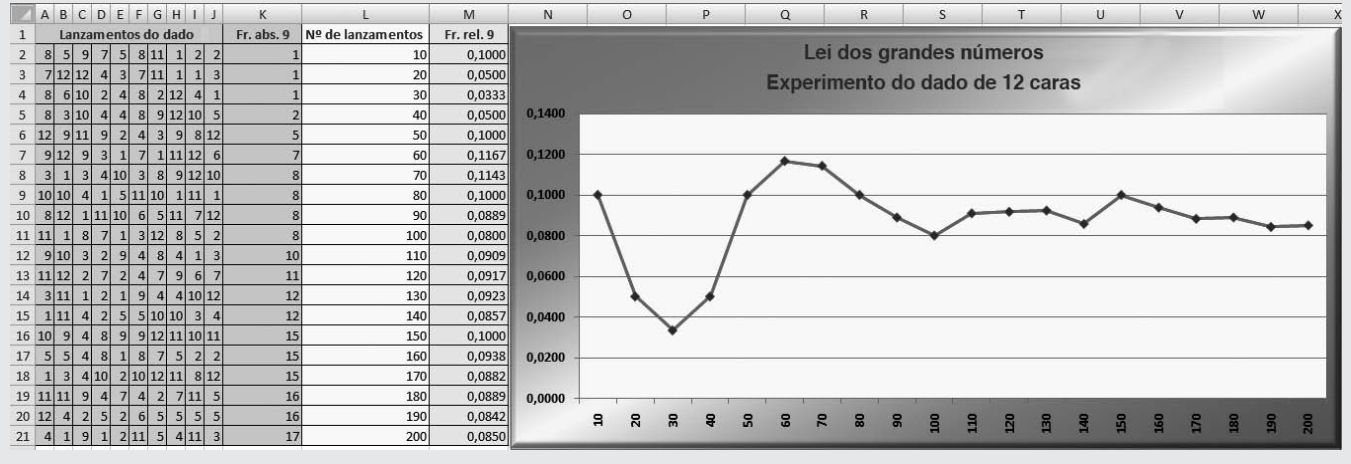 A B C D E F G H I J K L M N O P Q R S T U V W X
1 Lanzamentos do dado Fr. abs. 9 Nº de lanzamentos Fr. rel. 9
2 8 5 9 7 5 8 11 1 2 2 1 10 0,1000
3 7 12 12 4 3 7 11 1 1 3 1 20 0,0500
4 8 6 10 2 4 8 2 12 4 1 1 30 0,0333
5 8 3 10 4 4 8 9 12 10 5 2 40 0,0500
6 12 9 11 9 2 4 3 9 8 12 5 50 0,1000
7 9 12 9 3 1 7 1 11 12 6 7 60 0,1167
8 3 1 3 4 10 3 8 9 12 10 8 70 0,1143
9 10 10 4 1 5 11 10 1 11 1 8 80 0,1000
10 8 12 1 11 10 6 5 11 7 12 8 90 0,0889
11 11 1 8 7 1 3 12 8 5 2 8 100 0,0800
12 9 10 3 2 9 4 8 4 1 3 10 110 0,0909
13 11 12 2 7 2 4 7 9 6 7 11 120 0,0917
14 3 11 1 2 1 9 4 4 10 12 12 130 0,0923
15 1 11 4 2 5 5 10 10 3 4 12 140 0,0857
16 10 9 4 8 9 9 12 11 10 11 15 150 0,1000
17 5 5 4 8 1 8 7 5 2 2 15 160 0,0938
18 1 3 4 10 2 10 12 11 8 12 15 170 0,0882
19 11 11 9 4 7 4 2 7 11 5 16 180 0,0889
20 12 4 2 5 2 6 5 5 5 5 16 190 0,0842
21 4 1 9 1 2 11 5 4 11 3 17 200 0,0850
Lei dos grandes números
Experimento do dado de 12 caras
0,1400
0,1200
0,1000
0,0800
0,0600
0,0400
0,0200
0,0000
10 20 30 40 50 60 70 80 90 100 110 120 130 140 150 160 170 180 190 200